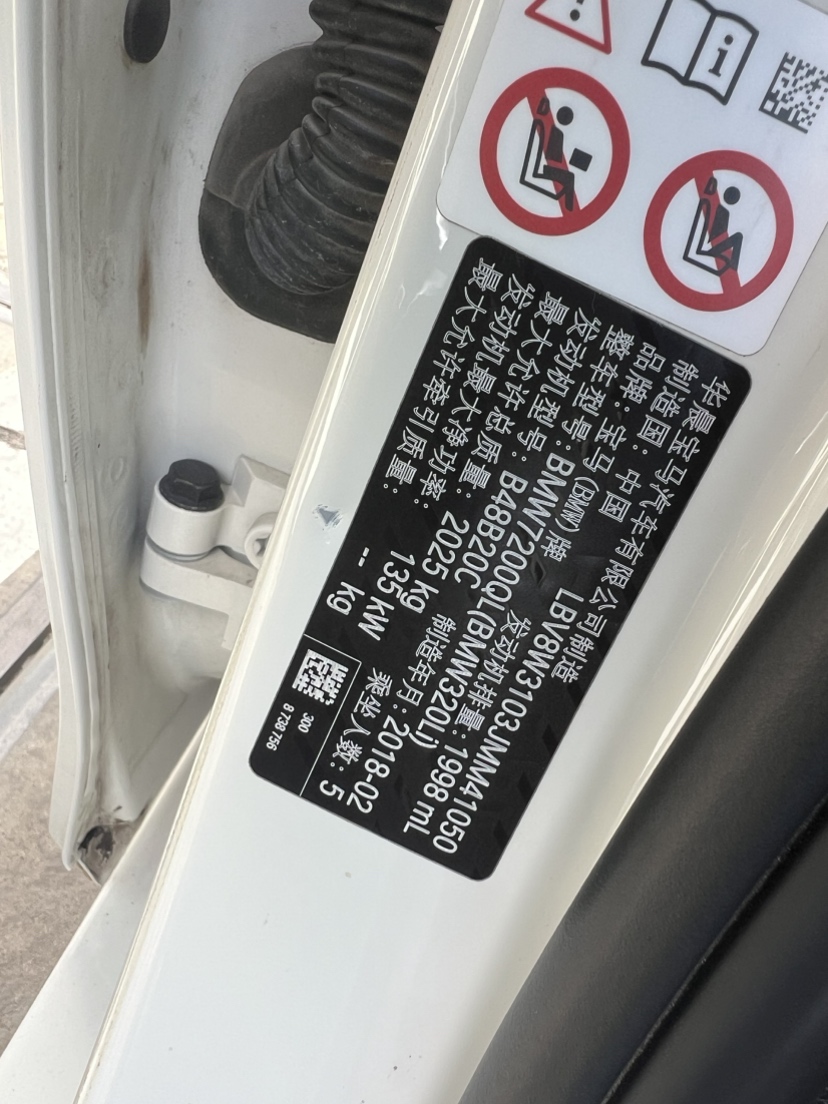 华晨宝马汽车有限公司制造
制造国：中国 LBV8W3103JMM41050
品牌：宝马(BMW)牌 发动机排量：1998 mL
整车型号：BMW7200QL(BMW320Li)
发动机型号：B48B20C 制造年月：2018-02
最大允许总质量：2025 kg 乘坐人数：5
发动机最大净功率：135 kW
最大允许牵引质量：-- kg
300
8 738 756